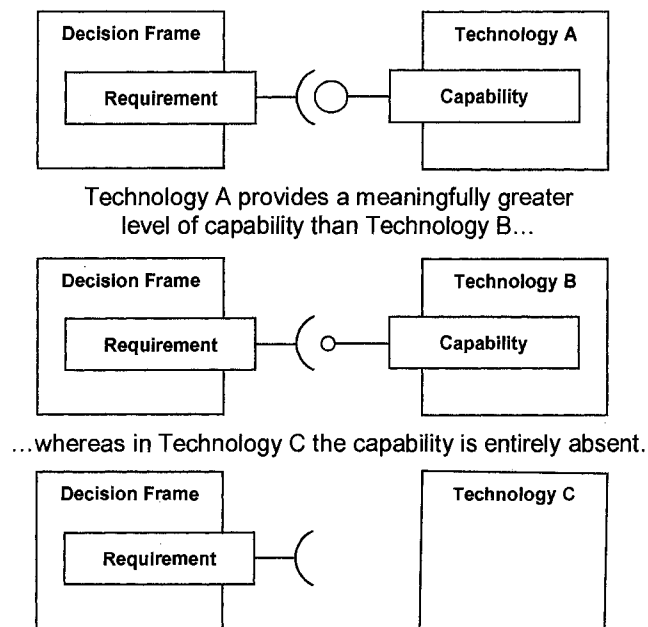 Decision Frame
Technology A
Requirement
Capability
Technology A provides a meaningfully greater
level of capability than Technology B...
Decision Frame
Technology B
Requirement
Capability
...whereas in Technology C the capability is entirely absent.
Decision Frame
Technology C
Requirement